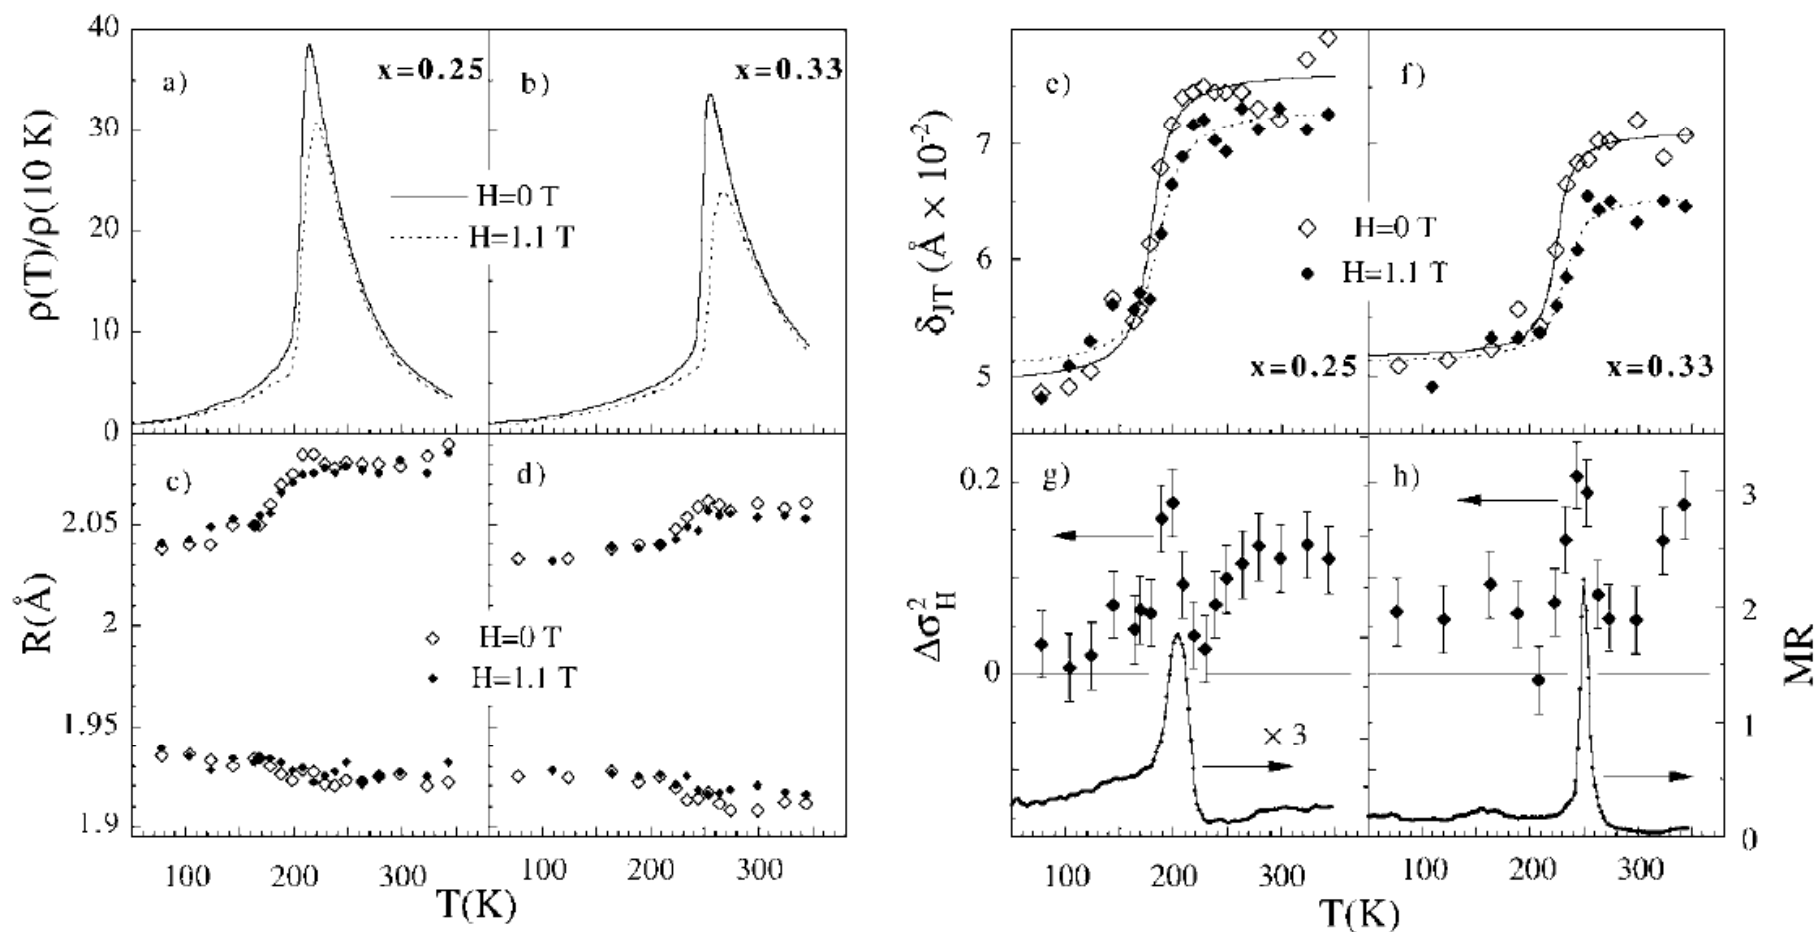 40
30
20
10
0
ρ(T)/ρ(10 K)
a)
x=0.25
b)
x=0.33
H=0 T
H=1.1 T
c)
d)
2.05
2
1.95
1.9
R(Å)
H=0 T
H=1.1 T
100 200 300 100 200 300
T(K)
e)
x=0.25
f)
x=0.33
7
6
5
δJT (Å × 10-2)
H=0 T
H=1.1 T
g)
h)
0.2
0
Δσ2H
× 3
3
2
1
0
MR
100 200 300 100 200 300
T(K)